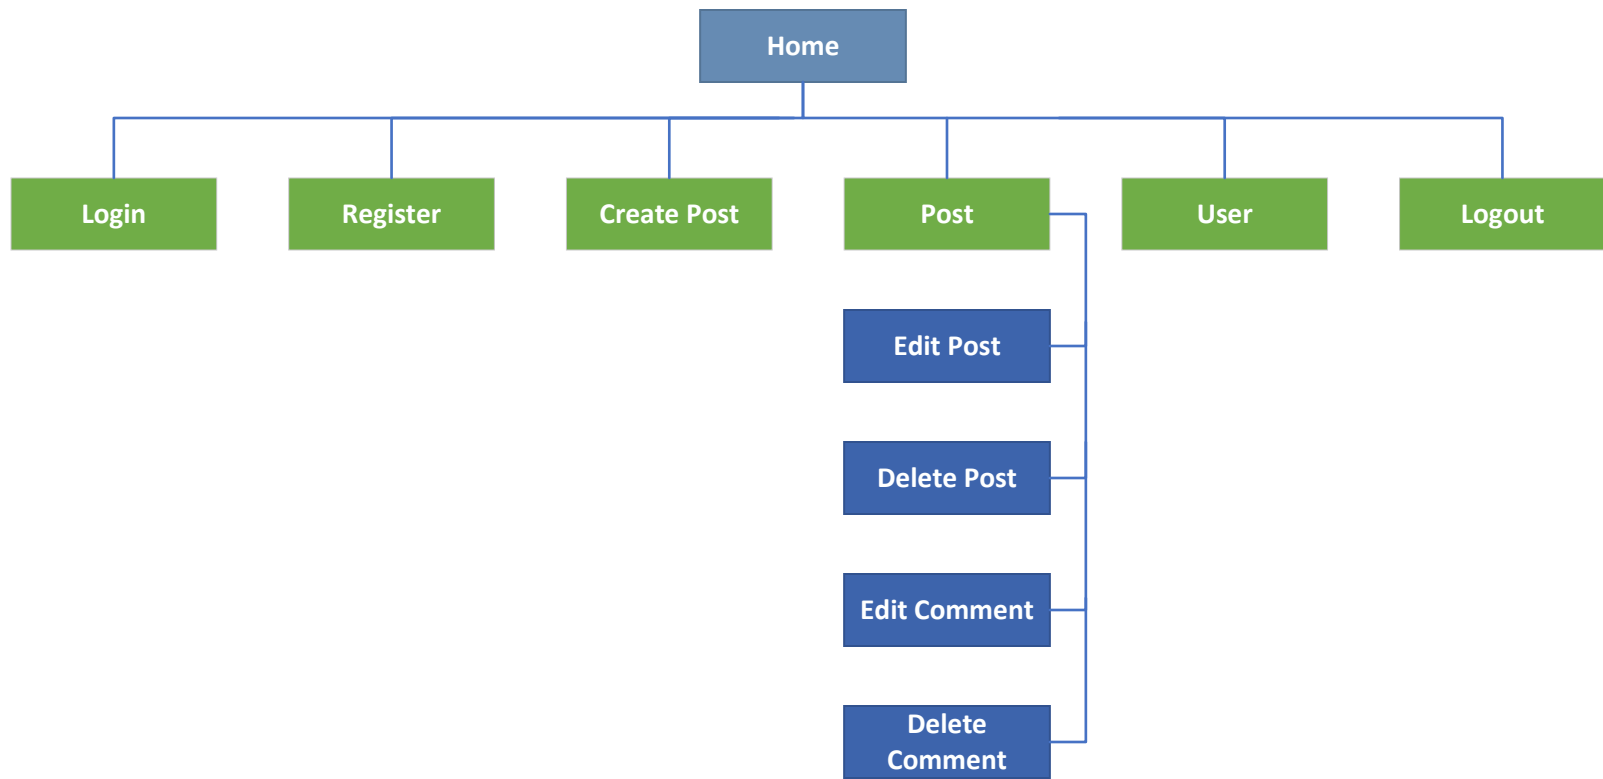 Home
Login
Register
Create Post
Post
User
Logout
Edit Post
Delete Post
Edit Comment
Delete
Comment